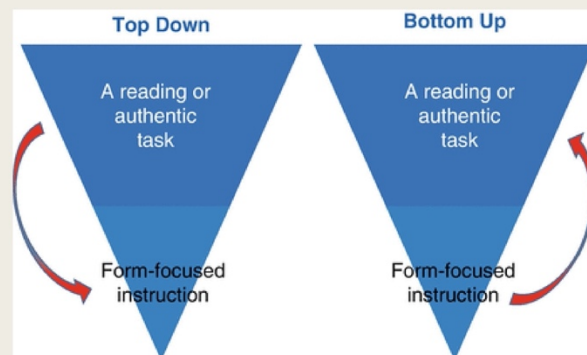 Top Down
A reading or
authentic
task
Form-focused
instruction
Bottom Up
A reading or
authentic
task
Form-focused
instruction